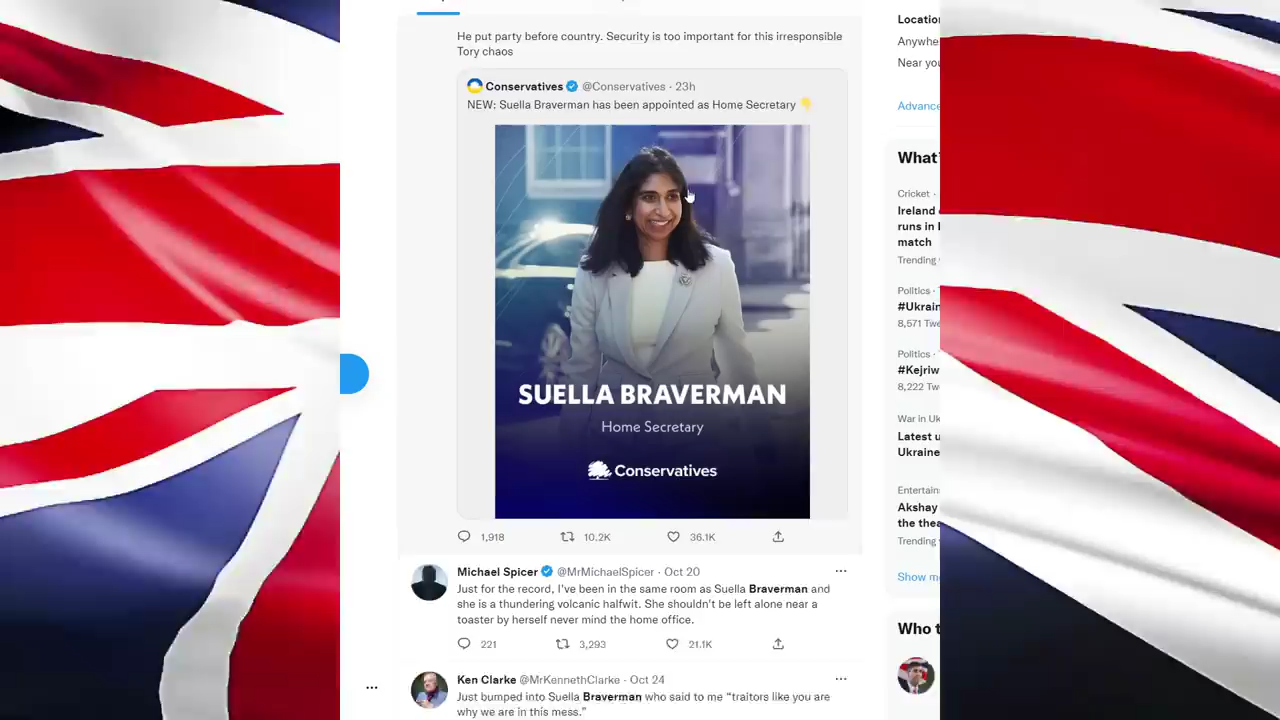 He put party before country. Security is too important for this irresponsible
Tory chaos
Conservatives @Conservatives · 23h
NEW: Suella Braverman has been appointed as Home Secretary 👇
SUELLA BRAVERMAN
Home Secretary
Conservatives
1,918 10.2K 36.1K
Michael Spicer @MrMichaelSpicer · Oct 20 ···
Just for the record, I've been in the same room as Suella Braverman and
she is a thundering volcanic halfwit. She shouldn't be left alone near a
toaster by herself never mind the home office.
221 3,293 21.1K
Ken Clarke @MrKennethClarke · Oct 24 ···
Just bumped into Suella Braverman who said to me “traitors like you are
why we are in this mess.”
Locatio
Anywhe
Near you
Advance
What'
Cricket ·
Ireland
runs in
match
Trending
Politics ·
#Ukrain
8,571 Twe
Politics ·
#Kejriw
8,222 Twe
War in Uk
Latest u
Ukraine
Entertain
Akshay
the thea
Trending
Show mo
Who t